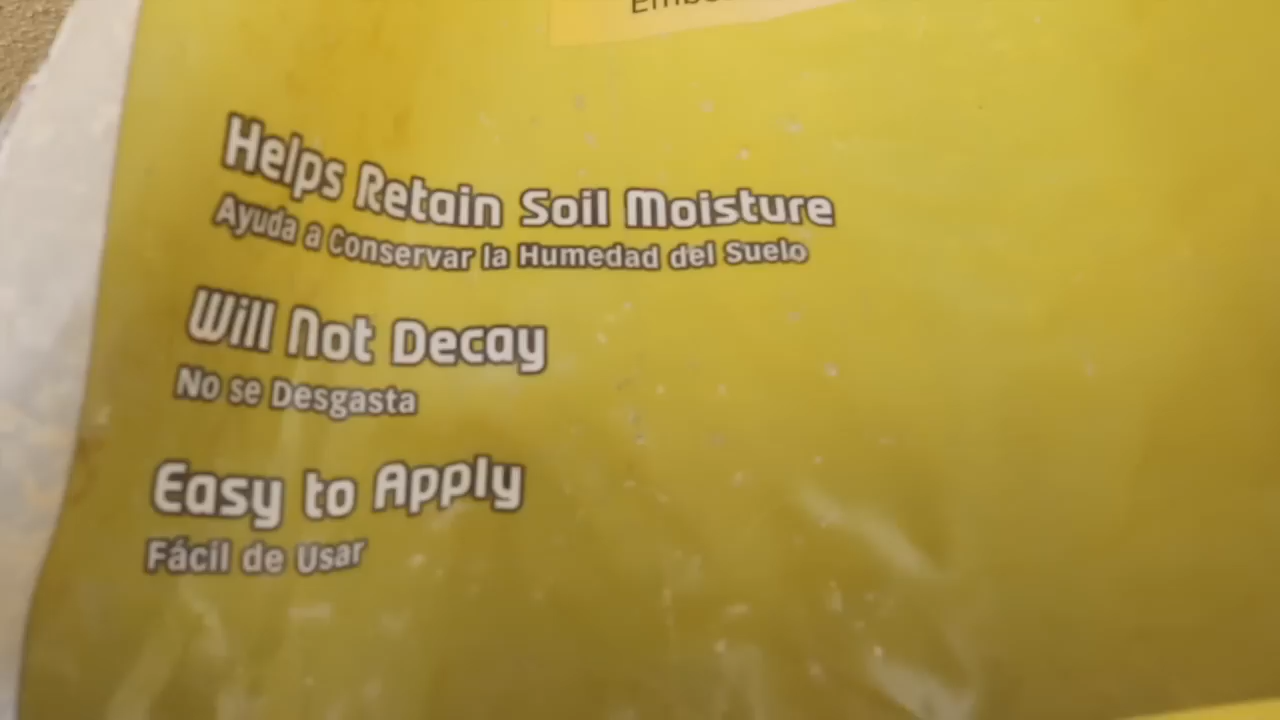 Helps Retain Soil Moisture
Ayuda a Conservar la Humedad del Suelo
Will Not Decay
No se Desgasta
Easy to Apply
Fácil de Usar